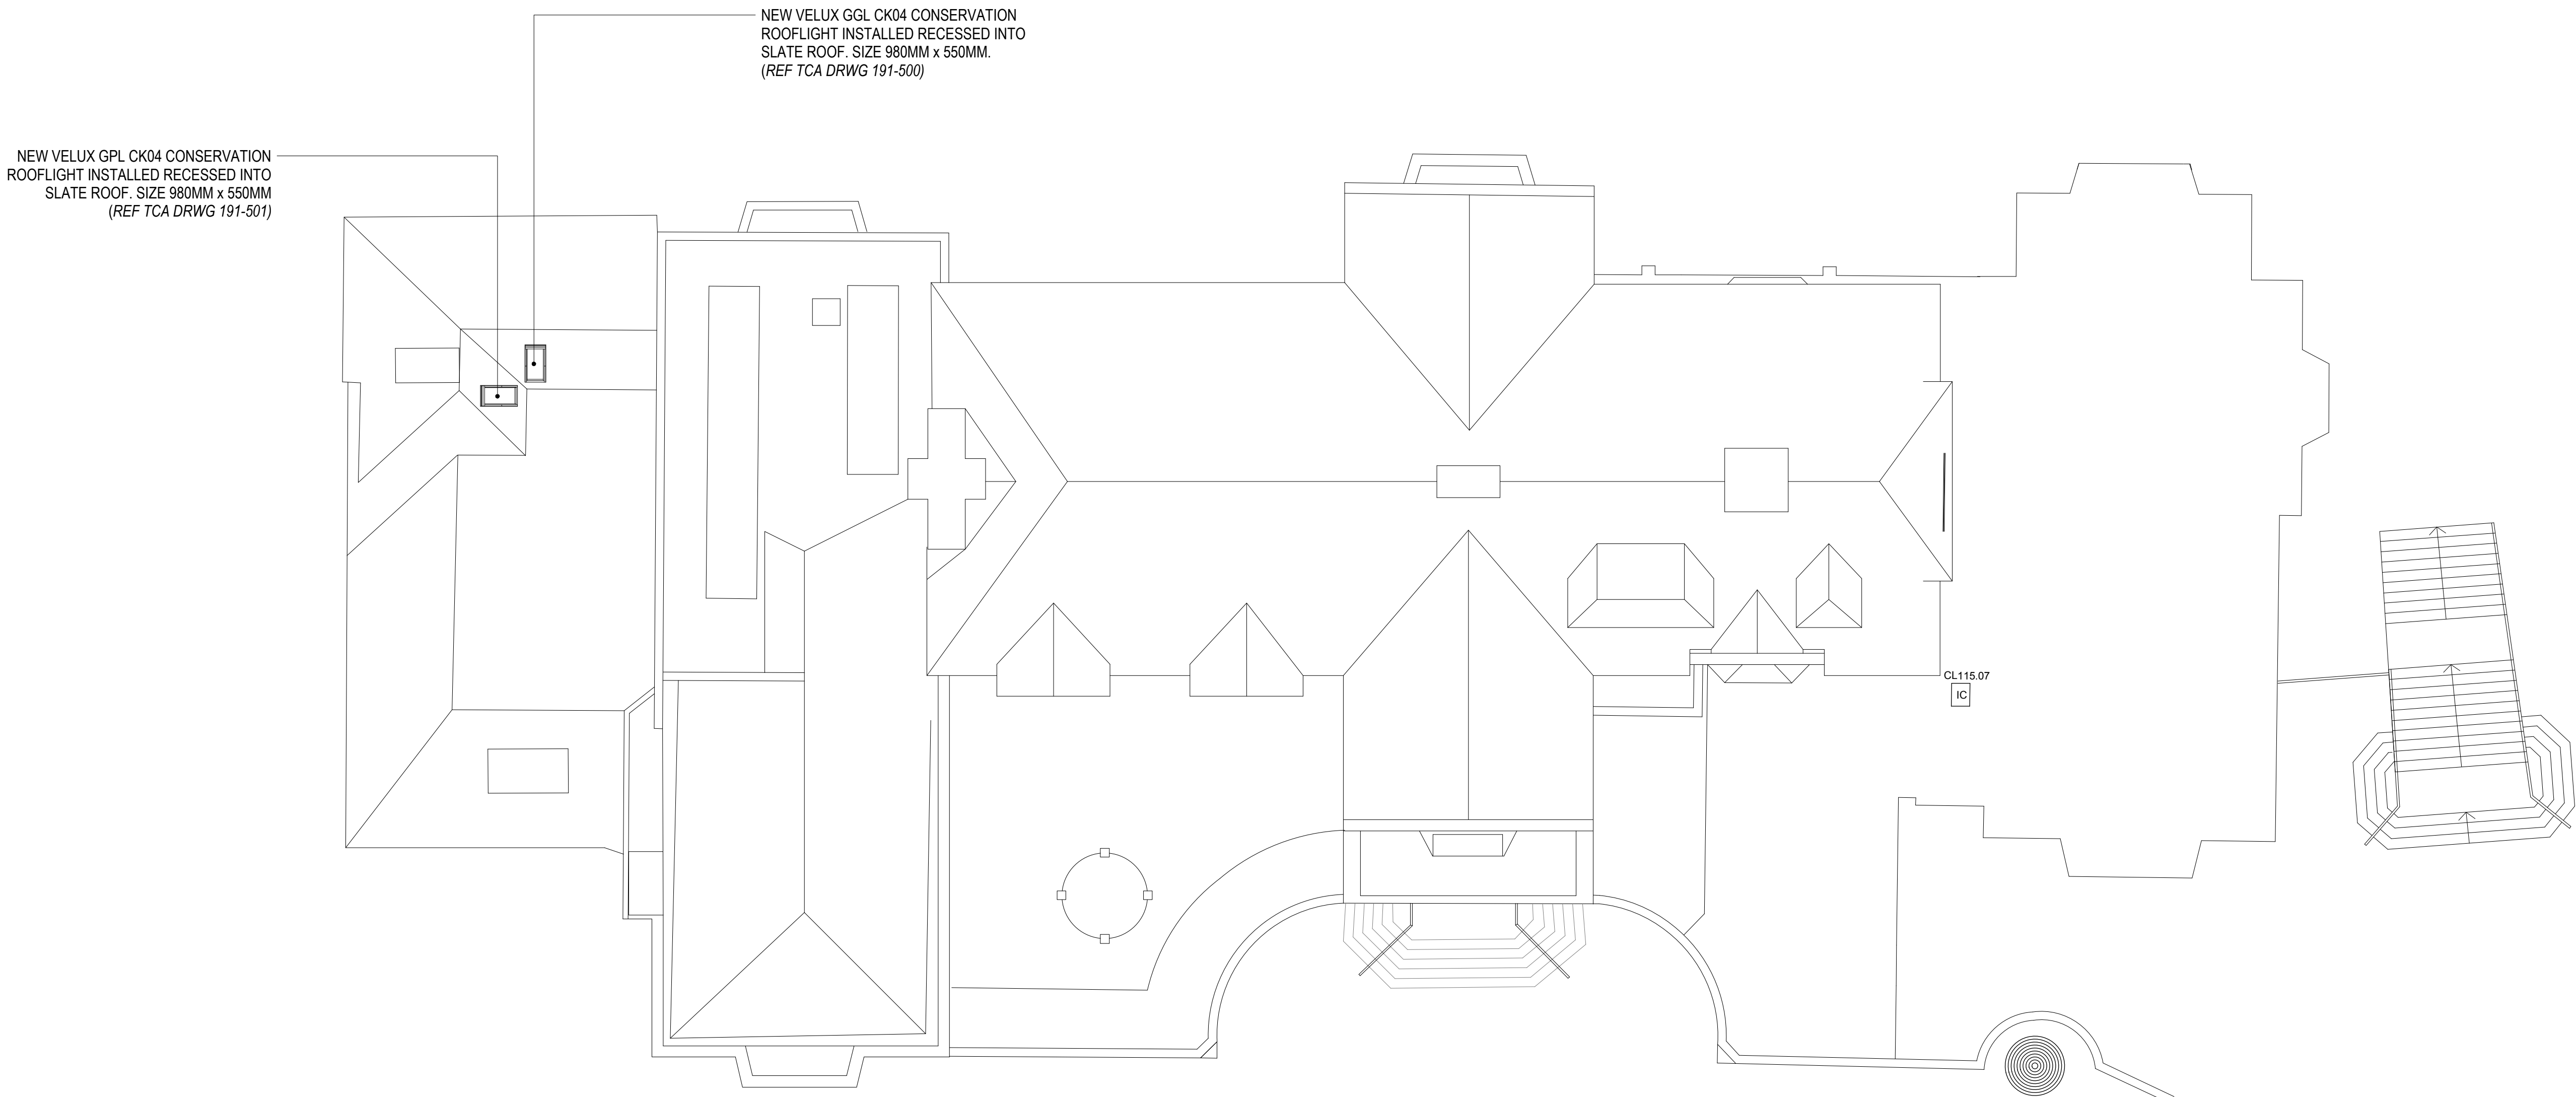 NEW VELUX GGL CK04 CONSERVATION
ROOFLIGHT INSTALLED RECESSED INTO
SLATE ROOF. SIZE 980MM x 550MM.
(REF TCA DRWG 191-500)
NEW VELUX GPL CK04 CONSERVATION
ROOFLIGHT INSTALLED RECESSED INTO
SLATE ROOF. SIZE 980MM x 550MM
(REF TCA DRWG 191-501)
CL115.07
IC